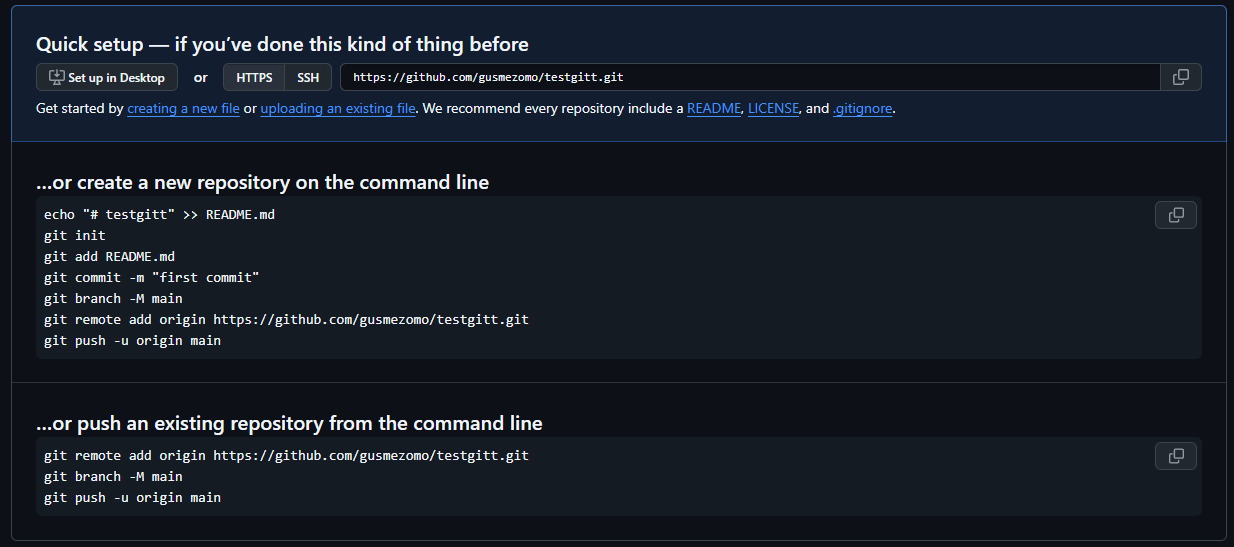 Quick setup — if you’ve done this kind of thing before
Set up in Desktop or HTTPS SSH https://github.com/gusmezomo/testgitt.git
Get started by creating a new file or uploading an existing file. We recommend every repository include a README, LICENSE, and .gitignore.
…or create a new repository on the command line
echo "# testgitt" >> README.md
git init
git add README.md
git commit -m "first commit"
git branch -M main
git remote add origin https://github.com/gusmezomo/testgitt.git
git push -u origin main
…or push an existing repository from the command line
git remote add origin https://github.com/gusmezomo/testgitt.git
git branch -M main
git push -u origin main